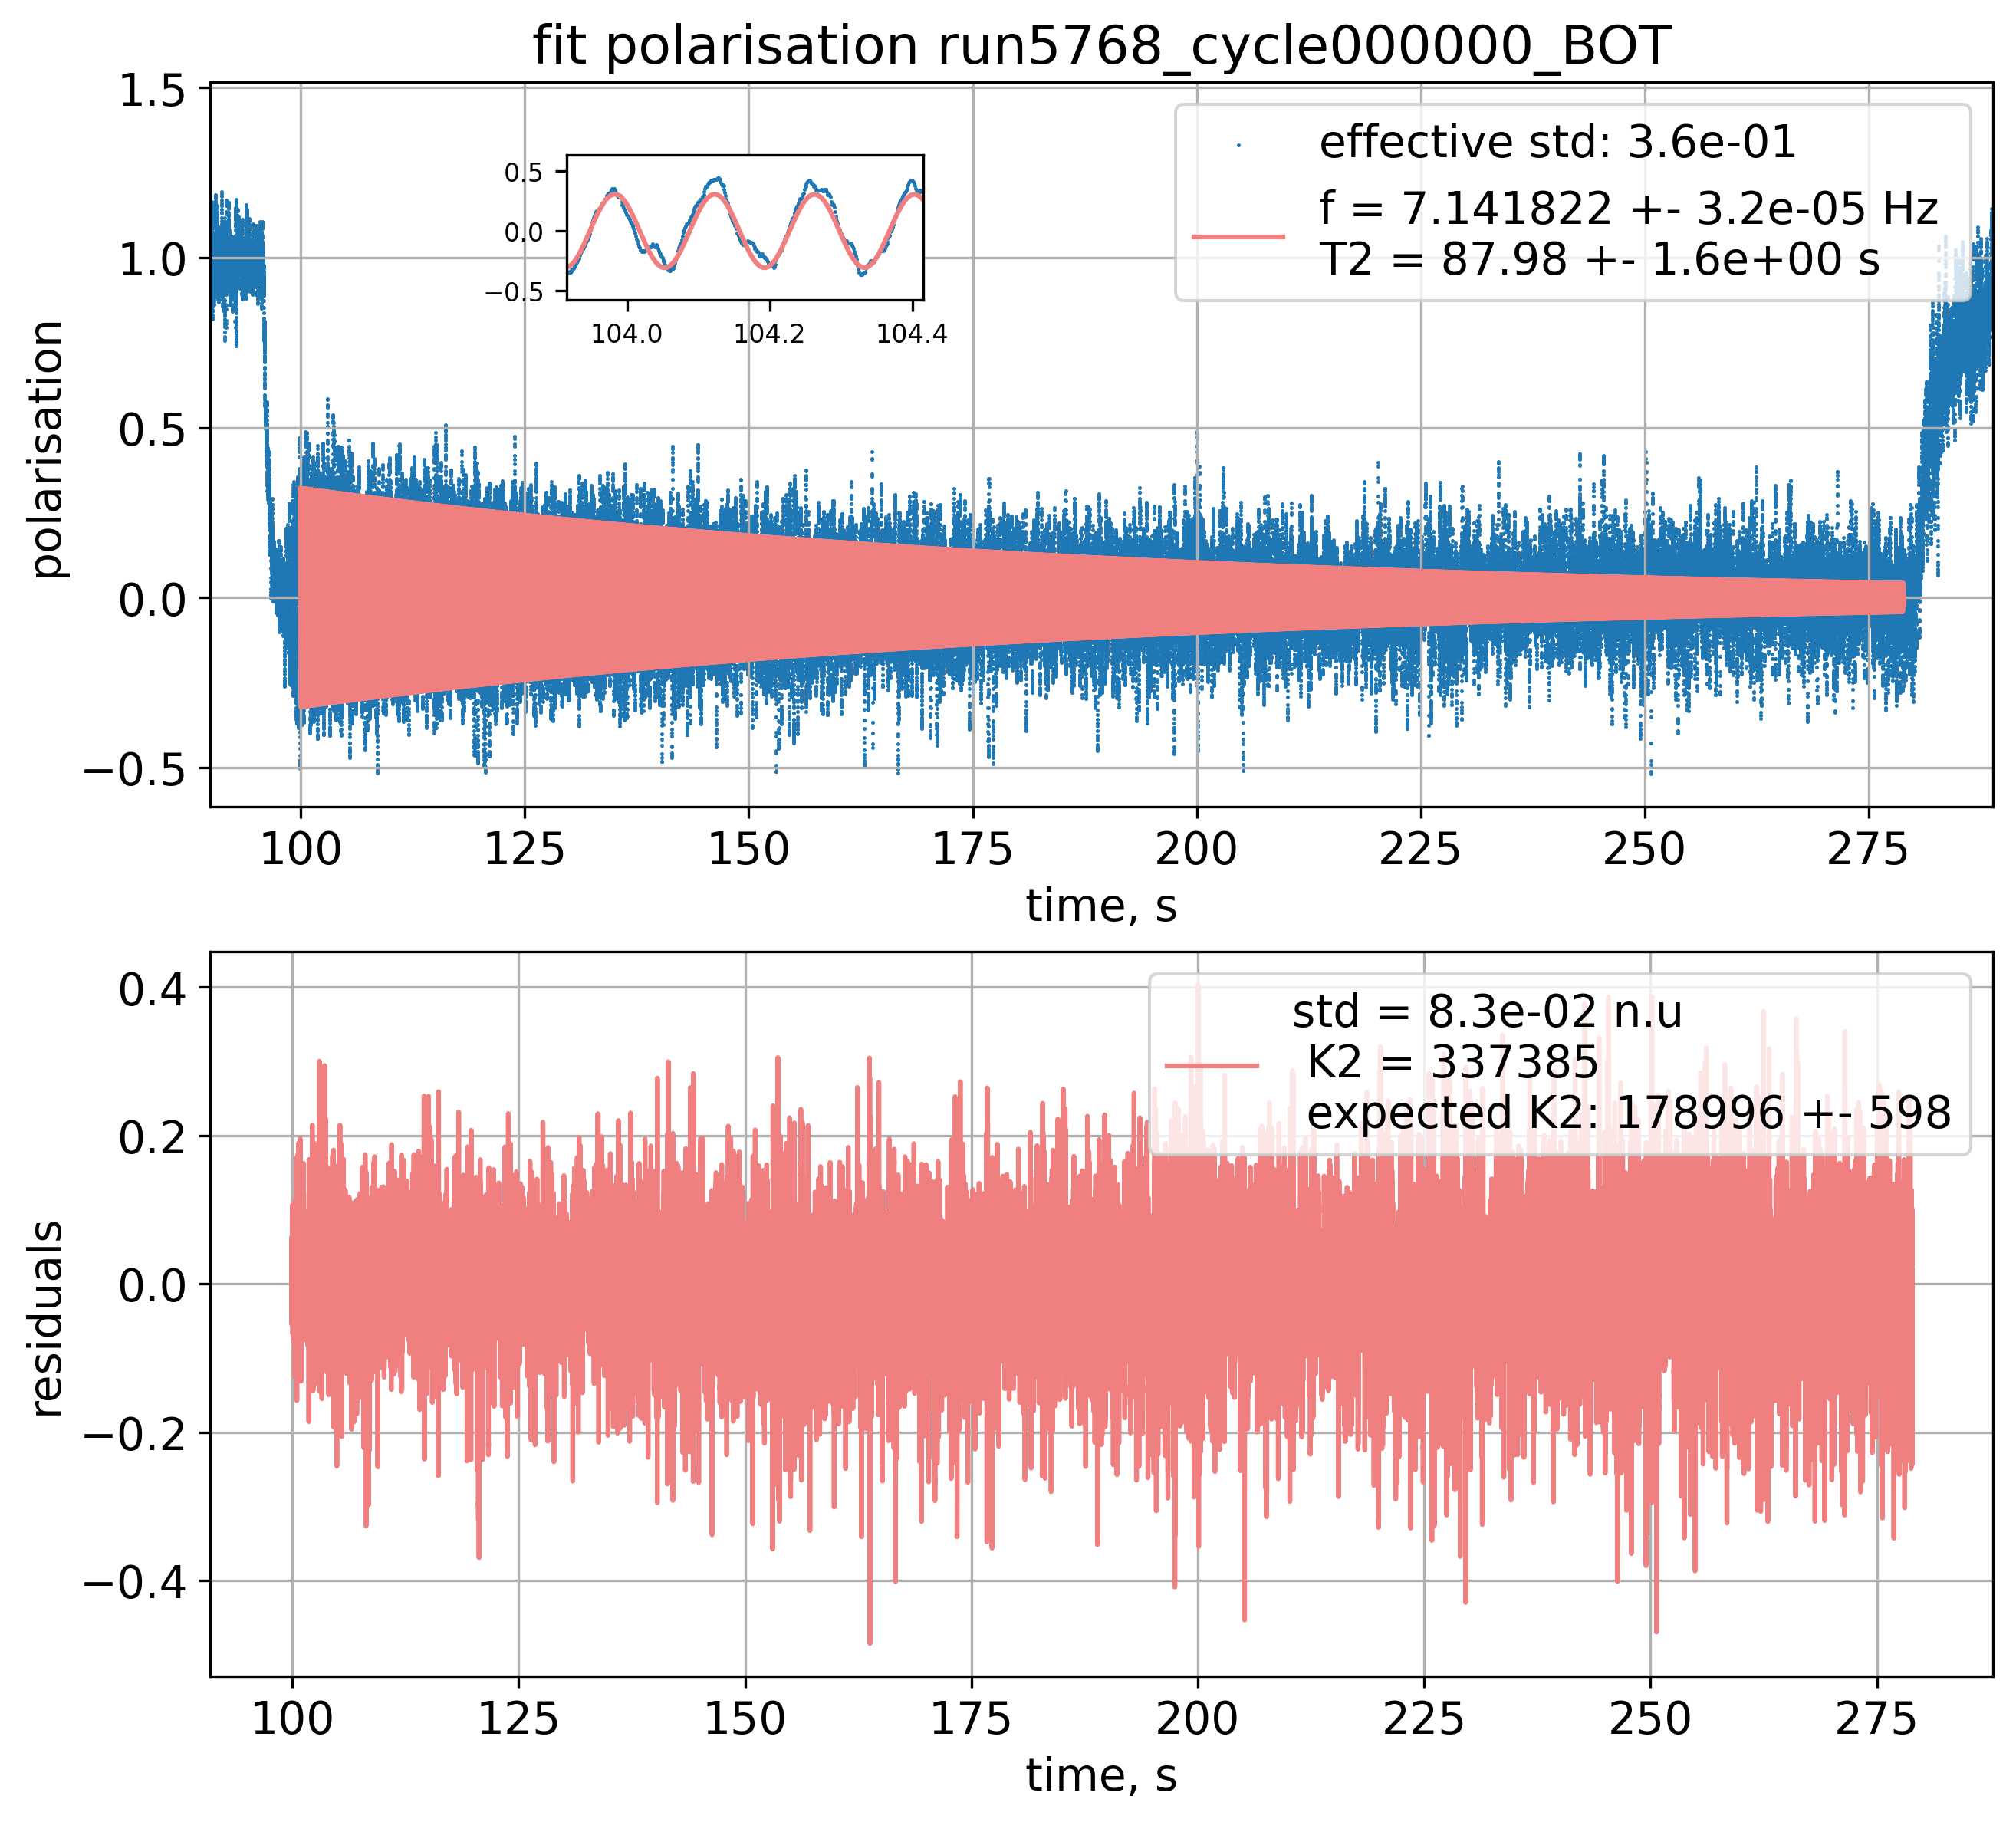 fit polarisation run5768_cycle000000_BOT
1.5
1.0
0.5
0.0
−0.5
polarisation
effective std: 3.6e-01
f = 7.141822 +- 3.2e-05 Hz
T2 = 87.98 +- 1.6e+00 s
0.5
0.0
−0.5
104.0 104.2 104.4
100 125 150 175 200 225 250 275
time, s
0.4
0.2
0.0
−0.2
−0.4
residuals
std = 8.3e-02 n.u
K2 = 337385
expected K2: 178996 +- 598
100 125 150 175 200 225 250 275
time, s